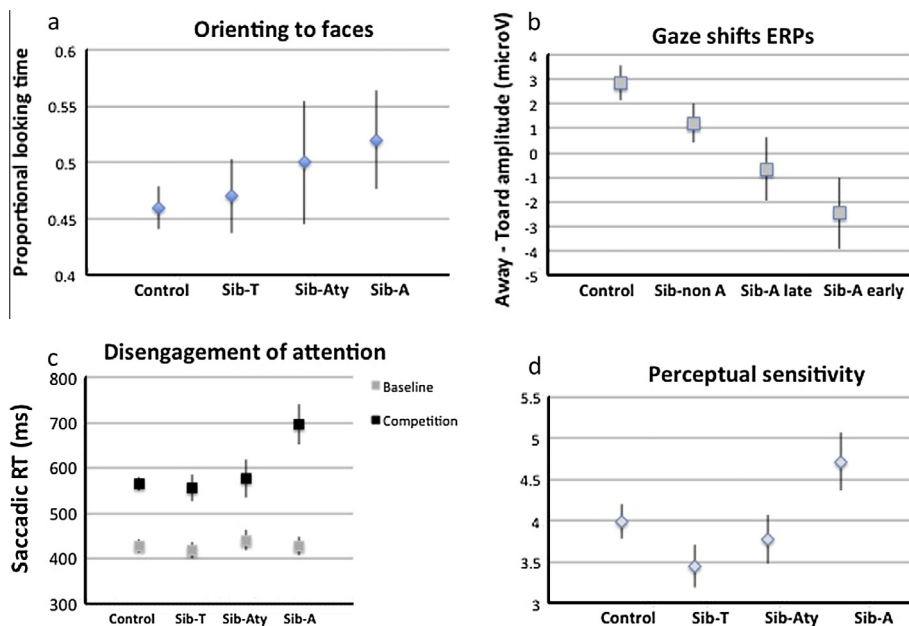 a
Orienting to faces
Proportional looking time
0.6
0.55
0.5
0.45
0.4
Control Sib-T Sib-Aty Sib-A
b
Gaze shifts ERPs
Away - Toard amplitude (microV)
4
3
2
1
0
-1
-2
-3
-4
-5
Control Sib-non A Sib-A late Sib-A early
c
Disengagement of attention
Saccadic RT (ms)
800
700
600
500
400
300
Baseline
Competition
Control Sib-T Sib-Aty Sib-A
d
Perceptual sensitivity
5.5
5
4.5
4
3.5
3
Control Sib-T Sib-Aty Sib-A